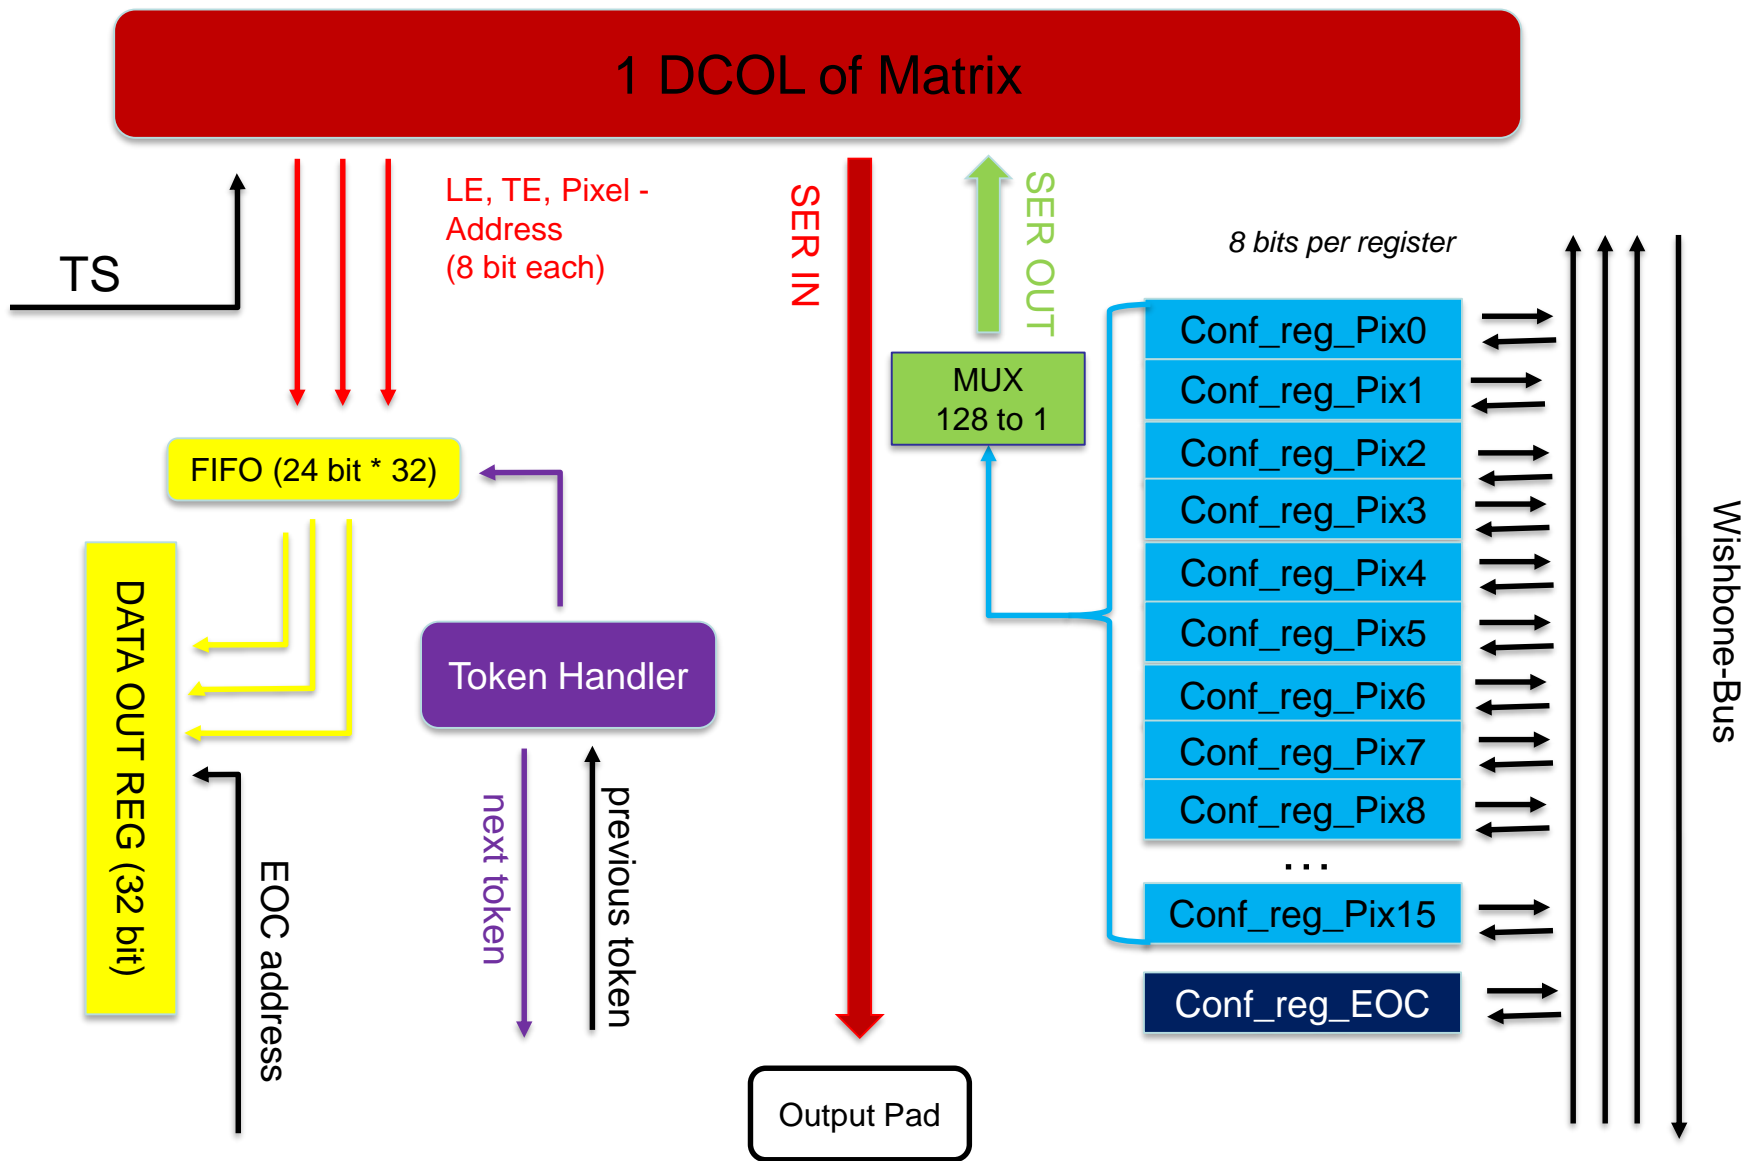 1 DCOL of Matrix
TS
LE, TE, Pixel -
Address
(8 bit each)
SER IN
SER OUT
8 bits per register
MUX
128 to 1
FIFO (24 bit * 32)
DATA OUT REG (32 bit)
Token Handler
next token
previous token
EOC address
Conf_reg_Pix0
Conf_reg_Pix1
Conf_reg_Pix2
Conf_reg_Pix3
Conf_reg_Pix4
Conf_reg_Pix5
Conf_reg_Pix6
Conf_reg_Pix7
Conf_reg_Pix8
...
Conf_reg_Pix15
Conf_reg_EOC
Wishbone-Bus
Output Pad